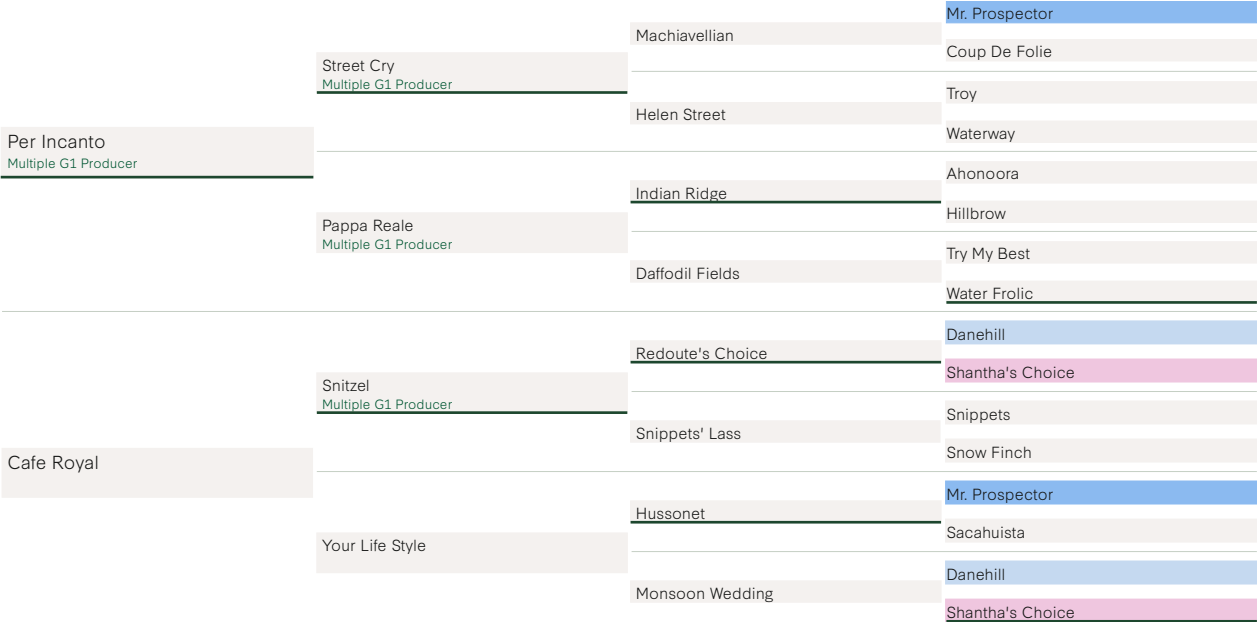 Per Incanto
Multiple G1 Producer
Cafe Royal
Street Cry
Multiple G1 Producer
Pappa Reale
Multiple G1 Producer
Snitzel
Multiple G1 Producer
Your Life Style
Machiavellian
Helen Street
Indian Ridge
Daffodil Fields
Redoute's Choice
Snippets' Lass
Hussonet
Monsoon Wedding
Mr. Prospector
Coup De Folie
Troy
Waterway
Ahonoora
Hillbrow
Try My Best
Water Frolic
Danehill
Shantha's Choice
Snippets
Snow Finch
Mr. Prospector
Sacahuista
Danehill
Shantha's Choice